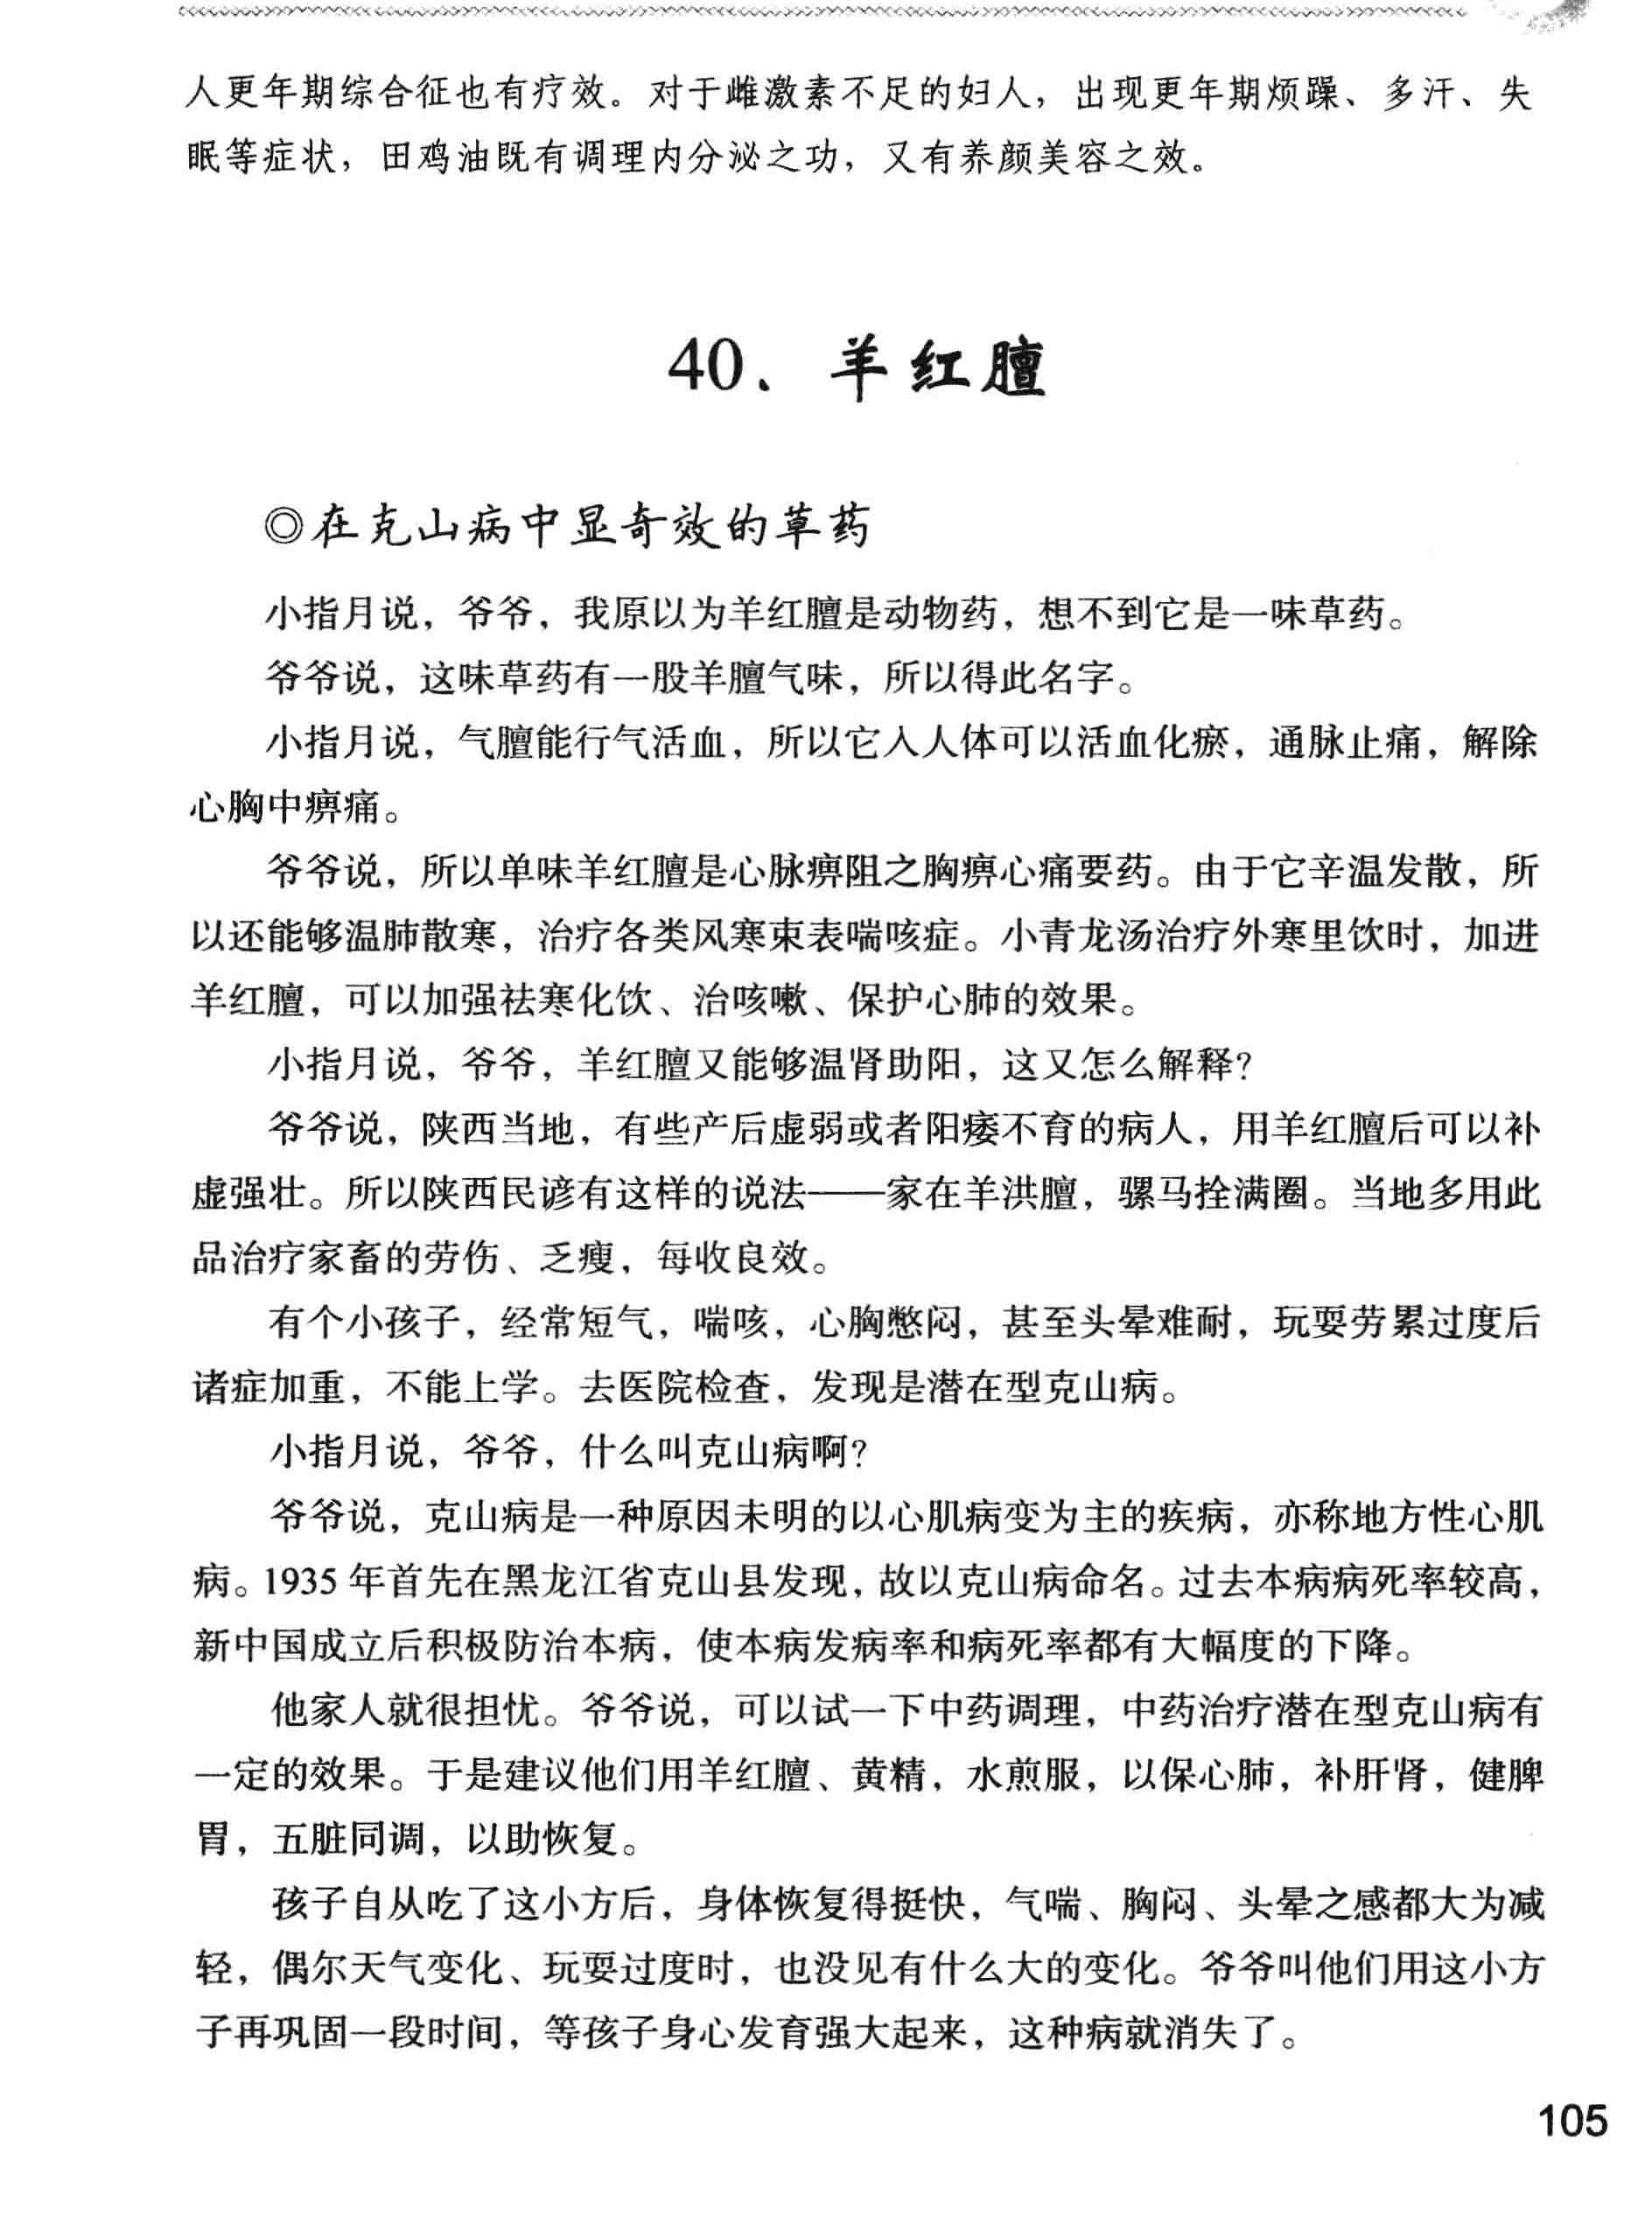 人更年期综合征也有疗效。对于雌激素不足的妇人，出现更年期烦躁、多汗、失
眠等症状，田鸡油既有调理内分泌之功，又有养颜美容之效。
40．羊红膻
◎在克山病中显奇效的草药
小指月说，爷爷，我原以为羊红膻是动物药，想不到它是一味草药。
爷爷说，这味草药有一股羊膻气味，所以得此名字。
小指月说，气膻能行气活血，所以它入人体可以活血化瘀，通脉止痛，解除
心胸中痹痛。
爷爷说，所以单味羊红膻是心脉痹阻之胸痹心痛要药。由于它辛温发散，所
以还能够温肺散寒，治疗各类风寒束表喘咳症。小青龙汤治疗外寒里饮时，加进
羊红膻，可以加强祛寒化饮、治咳嗽、保护心肺的效果。
小指月说，爷爷，羊红膻又能够温肾助阳，这又怎么解释？
爷爷说，陕西当地，有些产后虚弱或者阳痿不育的病人，用羊红膻后可以补
虚强壮。所以陕西民谚有这样的说法——家在羊洪膻，骡马拴满圈。当地多用此
品治疗家畜的劳伤、乏瘦，每收良效。
有个小孩子，经常短气，喘咳，心胸憋闷，甚至头晕难耐，玩耍劳累过度后
诸症加重，不能上学。去医院检查，发现是潜在型克山病。
小指月说，爷爷，什么叫克山病啊？
爷爷说，克山病是一种原因未明的以心肌病变为主的疾病，亦称地方性心肌
病。1935 年首先在黑龙江省克山县发现，故以克山病命名。过去本病病死率较高，
新中国成立后积极防治本病，使本病发病率和病死率都有大幅度的下降。
他家人就很担忧。爷爷说，可以试一下中药调理，中药治疗潜在型克山病有
一定的效果。于是建议他们用羊红膻、黄精，水煎服，以保心肺，补肝肾，健脾
胃，五脏同调，以助恢复。
孩子自从吃了这小方后，身体恢复得挺快，气喘、胸闷、头晕之感都大为减
轻，偶尔天气变化、玩耍过度时，也没见有什么大的变化。爷爷叫他们用这小方
子再巩固一段时间，等孩子身心发育强大起来，这种病就消失了。
105